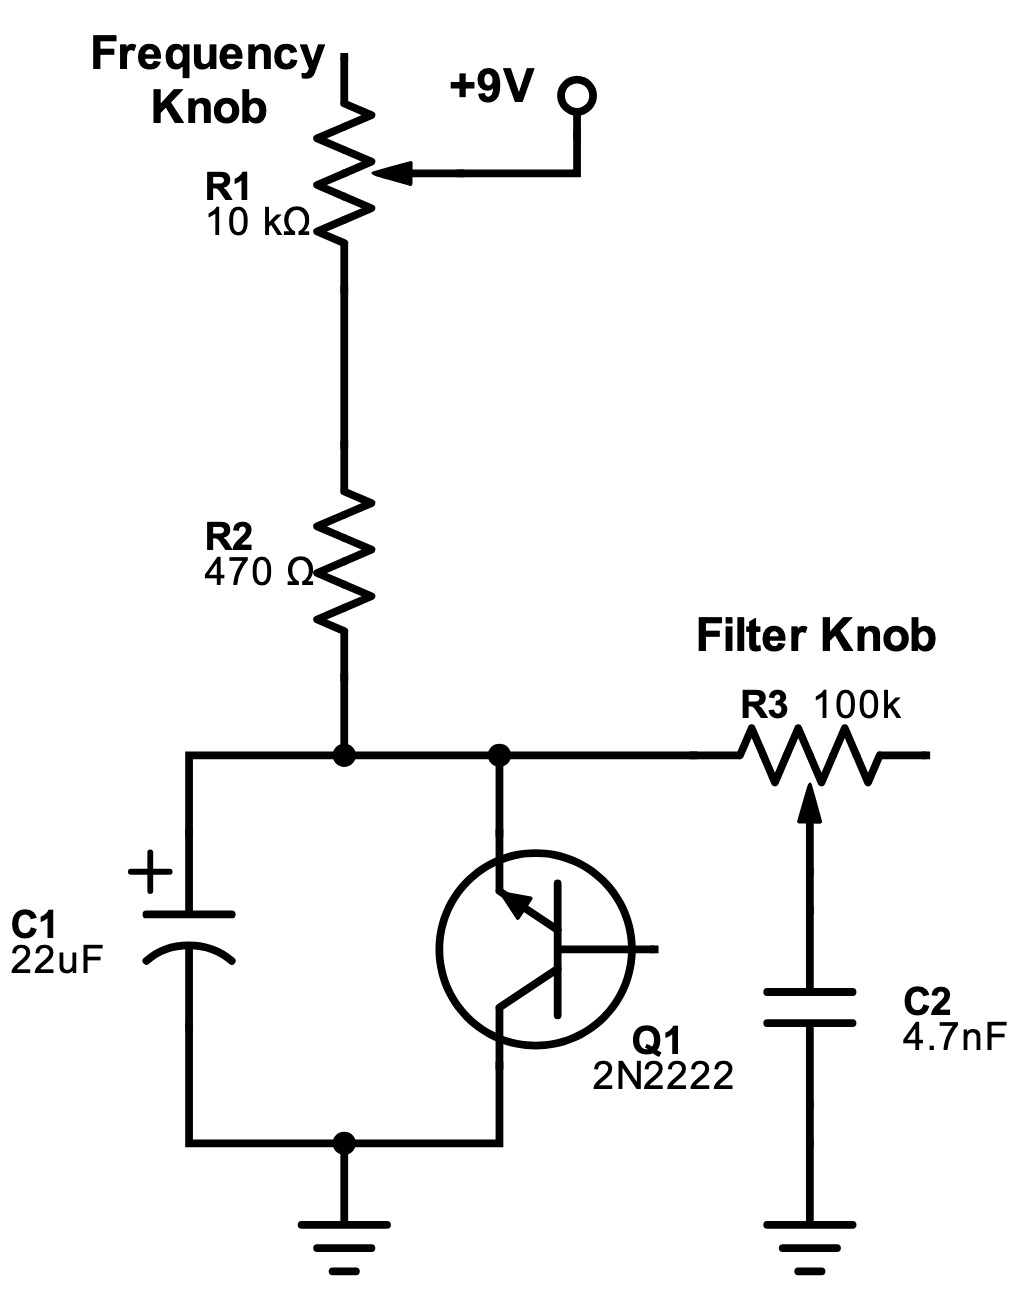 Frequency
Knob
+9V
R1
10 kΩ
R2
470 Ω
Filter Knob
R3 100k
+
C1
22uF
Q1
2N2222
C2
4.7nF